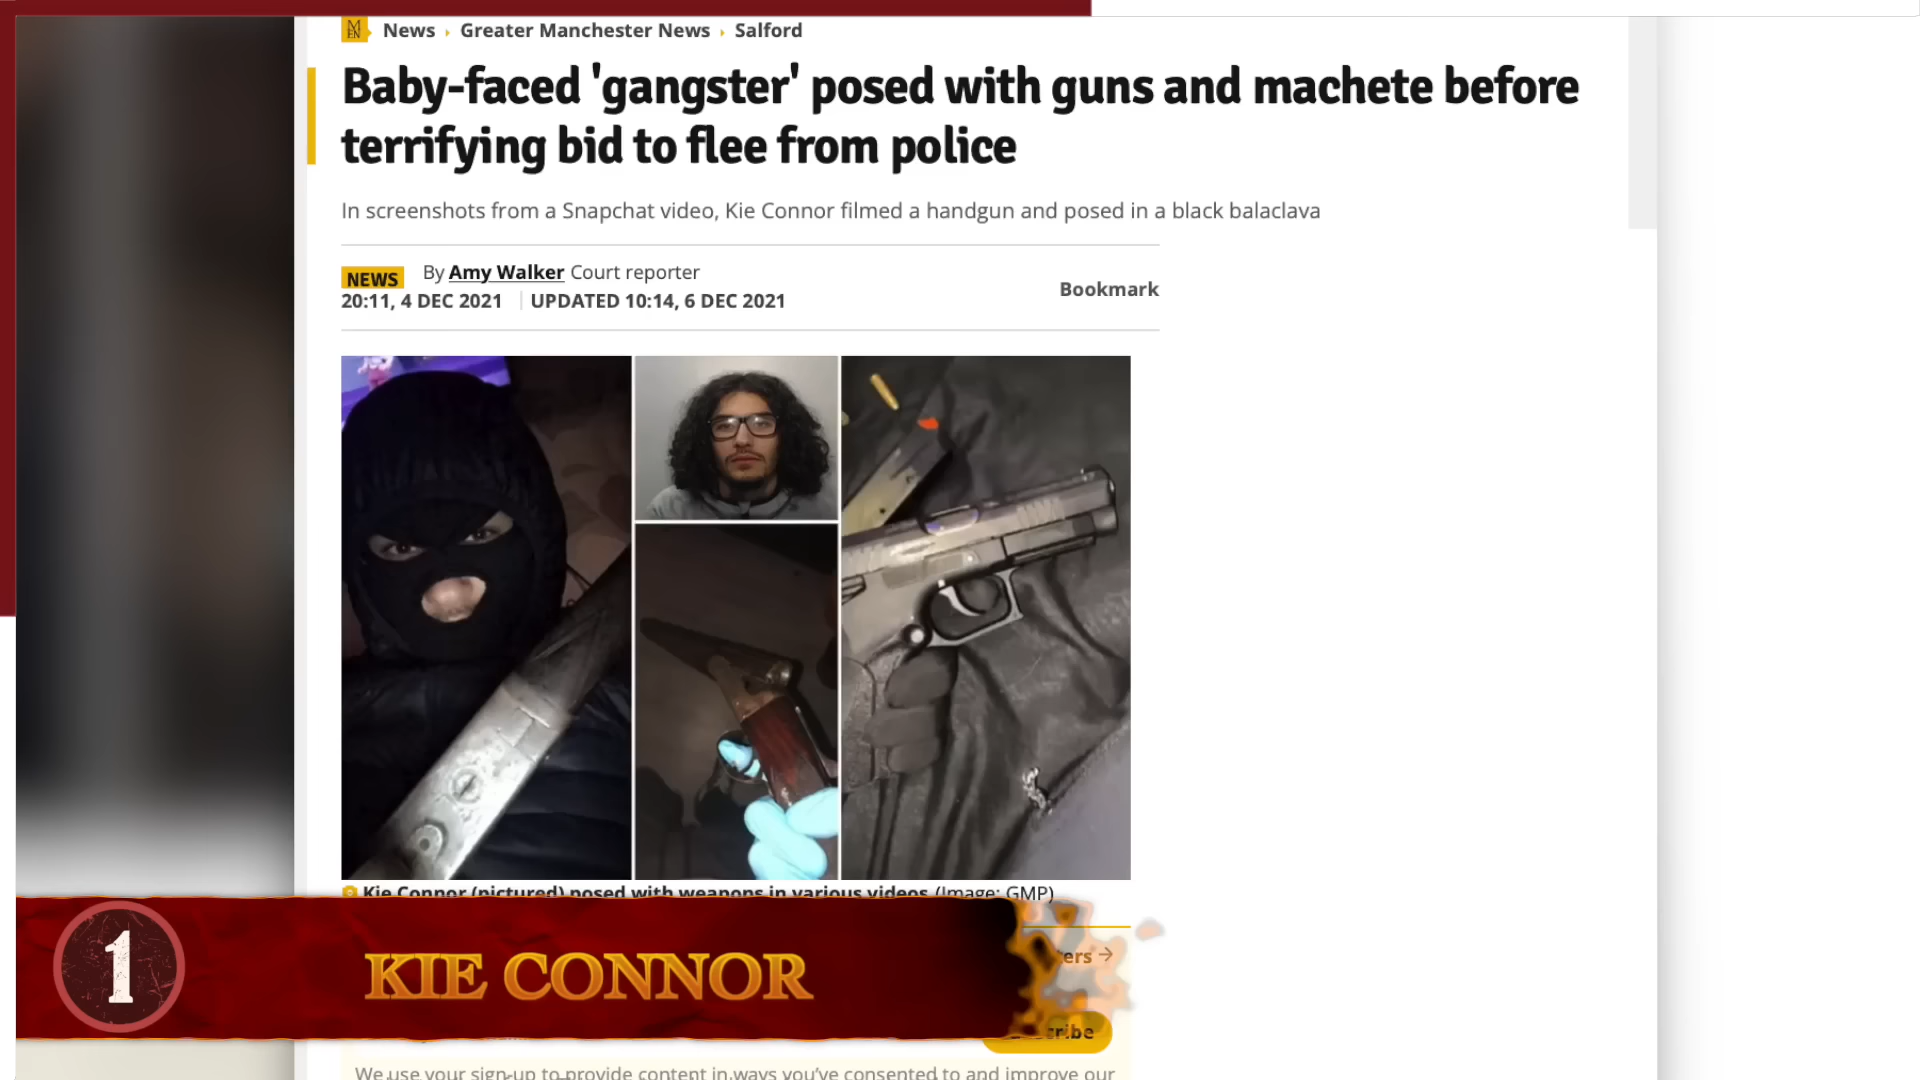 MEN
News › Greater Manchester News › Salford
Baby-faced 'gangster' posed with guns and machete before
terrifying bid to flee from police
In screenshots from a Snapchat video, Kie Connor filmed a handgun and posed in a black balaclava
NEWS By Amy Walker Court reporter
20:11, 4 DEC 2021 | UPDATED 10:14, 6 DEC 2021
Bookmark
Kie Connor (pictured) posed with weapons in various videos (Image: GMP)
1
KIE CONNOR
We use your sign-up to provide content in ways you've consented to and improve our